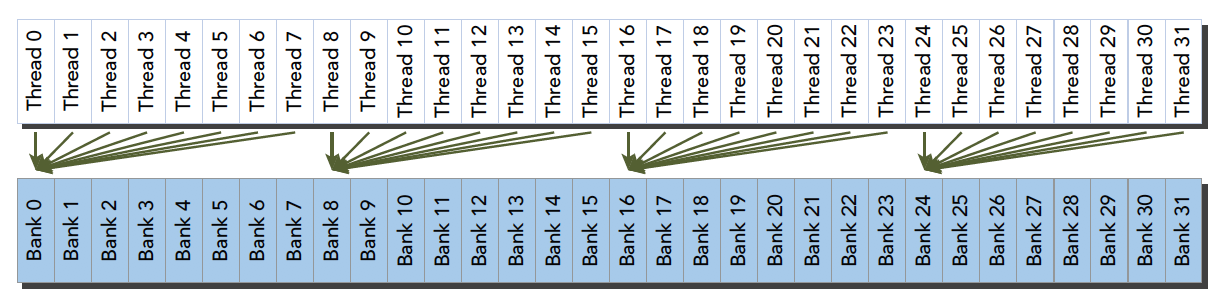 Thread 0 Thread 1 Thread 2 Thread 3 Thread 4 Thread 5 Thread 6 Thread 7 Thread 8 Thread 9 Thread 10 Thread 11 Thread 12 Thread 13 Thread 14 Thread 15 Thread 16 Thread 17 Thread 18 Thread 19 Thread 20 Thread 21 Thread 22 Thread 23 Thread 24 Thread 25 Thread 26 Thread 27 Thread 28 Thread 29 Thread 30 Thread 31
Bank 0 Bank 1 Bank 2 Bank 3 Bank 4 Bank 5 Bank 6 Bank 7 Bank 8 Bank 9 Bank 10 Bank 11 Bank 12 Bank 13 Bank 14 Bank 15 Bank 16 Bank 17 Bank 18 Bank 19 Bank 20 Bank 21 Bank 22 Bank 23 Bank 24 Bank 25 Bank 26 Bank 27 Bank 28 Bank 29 Bank 30 Bank 31